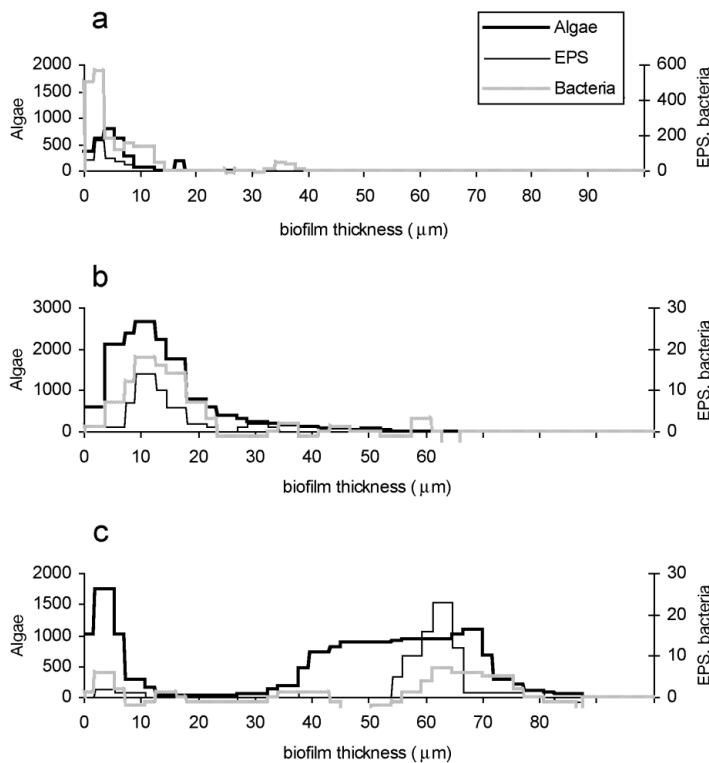 a
Algae
EPS
Bacteria
2000
1500
1000
500
0
Algae
600
400
200
0
EPS, bacteria
0 10 20 30 40 50 60 70 80 90
biofilm thickness ( μm)
b
3000
2000
1000
0
Algae
30
20
10
0
EPS, bacteria
0 10 20 30 40 50 60
biofilm thickness ( μm)
c
2000
1500
1000
500
0
Algae
30
20
10
0
EPS, bacteria
0 10 20 30 40 50 60 70 80
biofilm thickness ( μm)